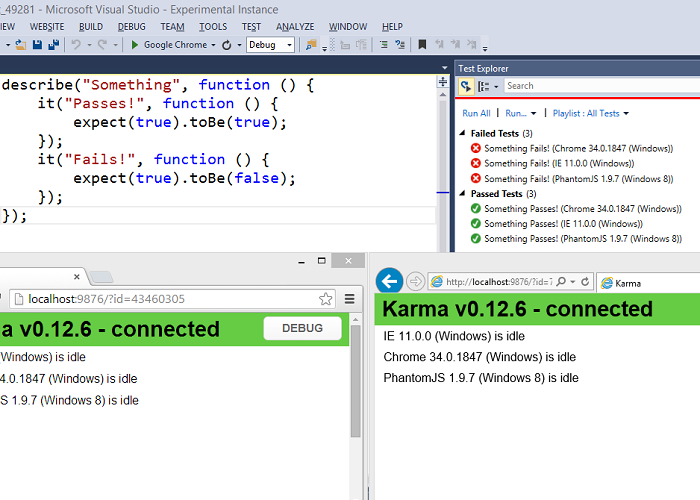 _49281 - Microsoft Visual Studio - Experimental Instance
VIEW WEBSITE BUILD DEBUG TEAM TOOLS TEST ANALYZE WINDOW HELP
Google Chrome Debug
describe("Something", function () {
it("Passes!", function () {
expect(true).toBe(true);
});
it("Fails!", function () {
expect(true).toBe(false);
});
});
Test Explorer
Search
Run All | Run... | Playlist : All Tests
Failed Tests (3)
Something Fails! (Chrome 34.0.1847 (Windows))
Something Fails! (IE 11.0.0 (Windows))
Something Fails! (PhantomJS 1.9.7 (Windows 8))
Passed Tests (3)
Something Passes! (Chrome 34.0.1847 (Windows))
Something Passes! (IE 11.0.0 (Windows))
Something Passes! (PhantomJS 1.9.7 (Windows 8))
localhost:9876/?id=43460305
a v0.12.6 - connected DEBUG
(Windows) is idle
4.0.1847 (Windows) is idle
S 1.9.7 (Windows 8) is idle
http://localhost:9876/?id=7 Karma
Karma v0.12.6 - connected
IE 11.0.0 (Windows) is idle
Chrome 34.0.1847 (Windows) is idle
PhantomJS 1.9.7 (Windows 8) is idle